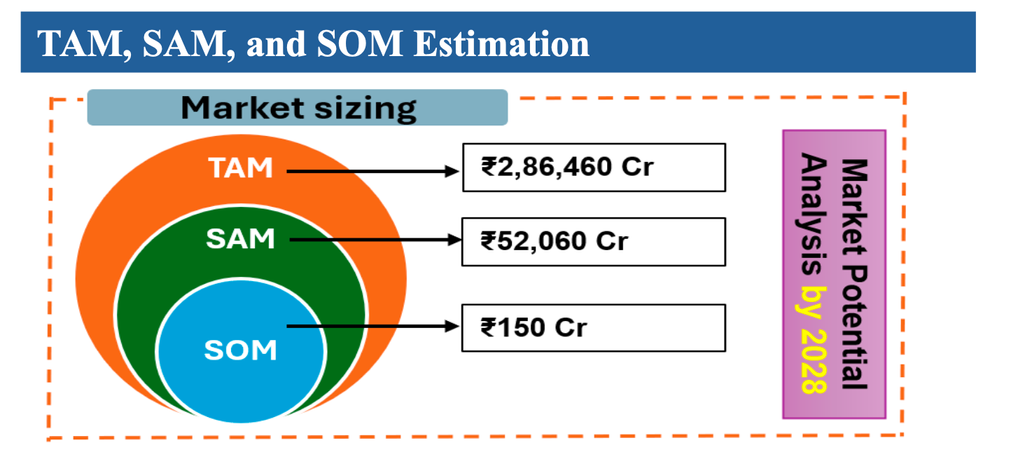 TAM, SAM, and SOM Estimation
Market sizing
TAM
₹2,86,460 Cr
SAM
₹52,060 Cr
SOM
₹150 Cr
Market Potential
Analysis by 2028